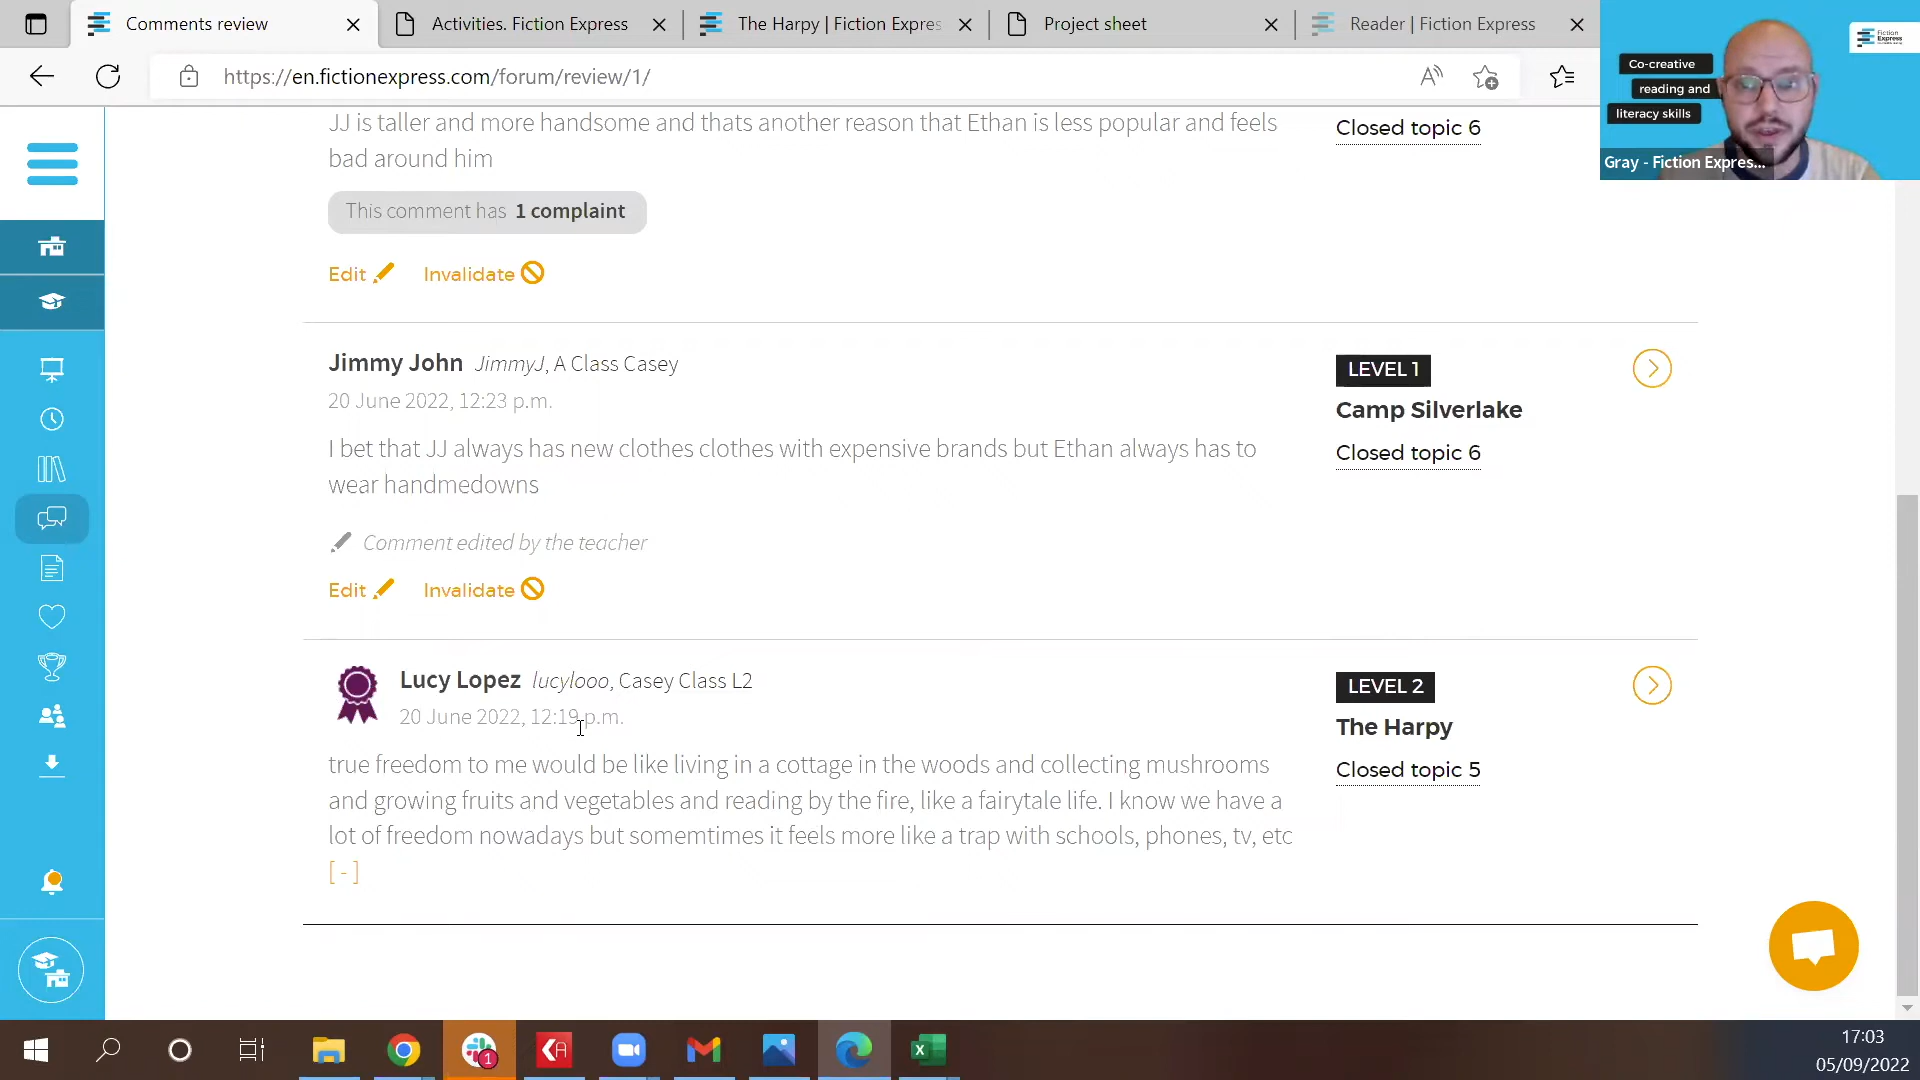 Comments review
Activities. Fiction Express
The Harpy | Fiction Expres
Project sheet
Reader | Fiction Express
https://en.fictionexpress.com/forum/review/1/
Co-creative
reading and
literacy skills
Fiction
Express
Gray - Fiction Expres...
JJ is taller and more handsome and thats another reason that Ethan is less popular and feels
bad around him
Closed topic 6
This comment has 1 complaint
Edit
Invalidate
Jimmy John JimmyJ, A Class Casey
20 June 2022, 12:23 p.m.
I bet that JJ always has new clothes clothes with expensive brands but Ethan always has to
wear handmedowns
LEVEL 1
Camp Silverlake
Closed topic 6
Comment edited by the teacher
Edit
Invalidate
Lucy Lopez lucylooo, Casey Class L2
20 June 2022, 12:19 p.m.
true freedom to me would be like living in a cottage in the woods and collecting mushrooms
and growing fruits and vegetables and reading by the fire, like a fairytale life. I know we have a
lot of freedom nowadays but somemtimes it feels more like a trap with schools, phones, tv, etc
[ - ]
LEVEL 2
The Harpy
Closed topic 5
1
17:03
05/09/2022